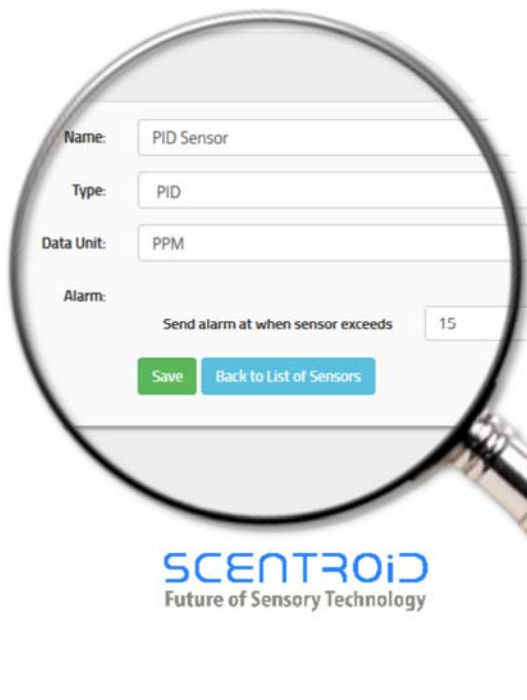 Name: PID Sensor
Type: PID
Data Unit: PPM
Alarm:
Send alarm at when sensor exceeds 15
Save Back to List of Sensors
SCENTROiD
Future of Sensory Technology